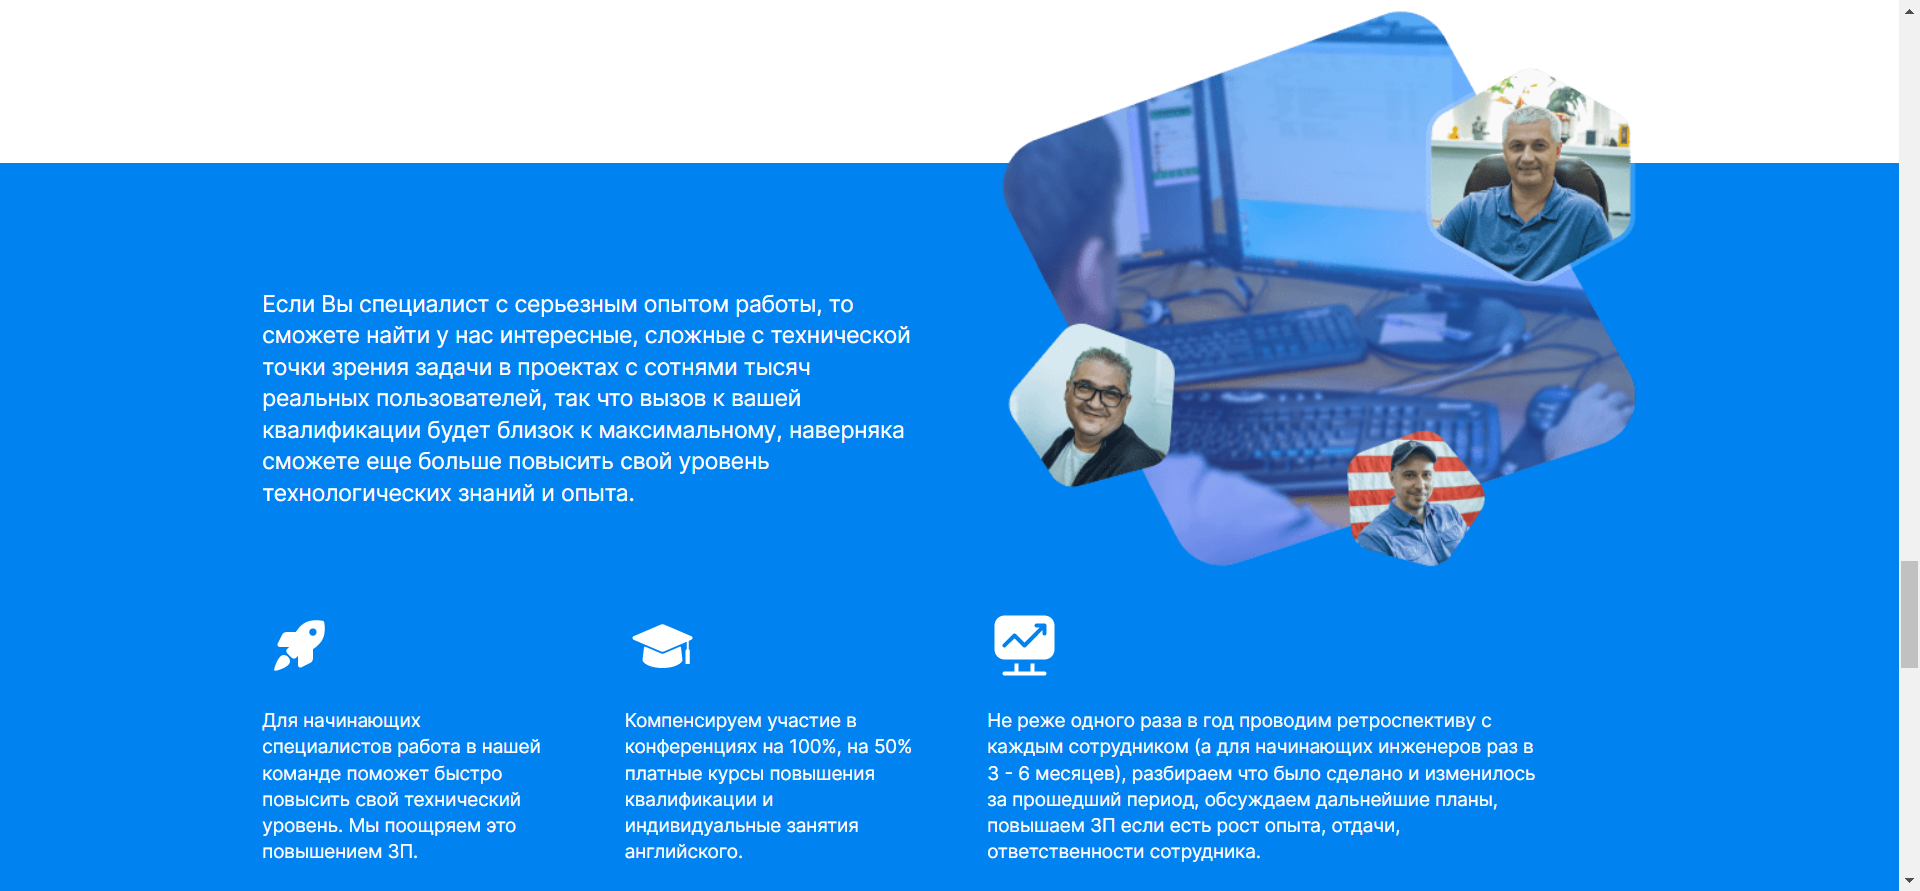 Если Вы специалист с серьезным опытом работы, то
сможете найти у нас интересные, сложные с технической
точки зрения задачи в проектах с сотнями тысяч
реальных пользователей, так что вызов к вашей
квалификации будет близок к максимальному, наверняка
сможете еще больше повысить свой уровень
технологических знаний и опыта.
Для начинающих
специалистов работа в нашей
команде поможет быстро
повысить свой технический
уровень. Мы поощряем это
повышением ЗП.
Компенсируем участие в
конференциях на 100%, на 50%
платные курсы повышения
квалификации и
индивидуальные занятия
английского.
Не реже одного раза в год проводим ретроспективу с
каждым сотрудником (а для начинающих инженеров раз в
3 - 6 месяцев), разбираем что было сделано и изменилось
за прошедший период, обсуждаем дальнейшие планы,
повышаем ЗП если есть рост опыта, отдачи,
ответственности сотрудника.